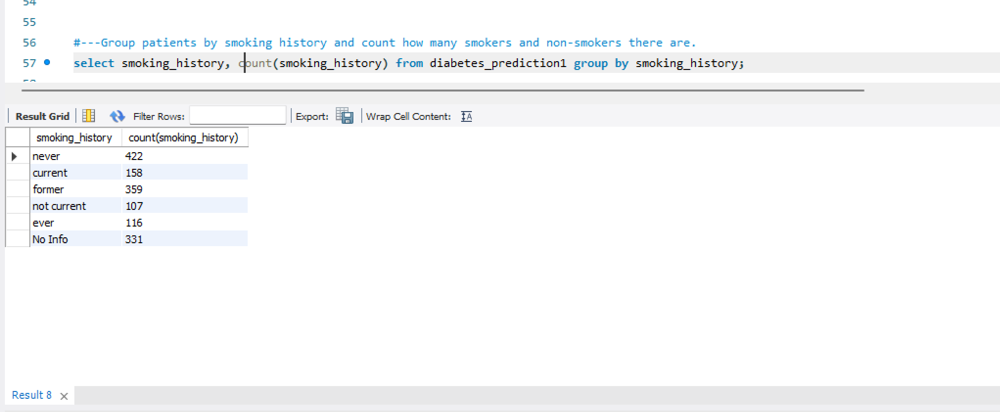 54
55
56 #---Group patients by smoking history and count how many smokers and non-smokers there are.
57 select smoking_history, count(smoking_history) from diabetes_prediction1 group by smoking_history;
Result Grid Filter Rows: Export: Wrap Cell Content:
smoking_history count(smoking_history)
never 422
current 158
former 359
not current 107
ever 116
No Info 331
Result 8